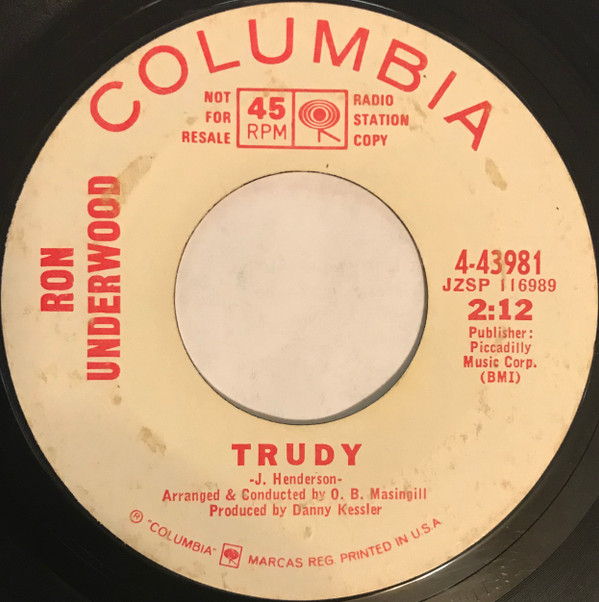 COLUMBIA
NOT
FOR
RESALE
45
RPM
RADIO
STATION
COPY
RON
UNDERWOOD
4-43981
JZSP 116989
2:12
Publisher:
Piccadilly
Music Corp.
(BMI)
TRUDY
-J. Henderson-
Arranged & Conducted by O. B. Masingill
Produced by Danny Kessler
® "COLUMBIA" MARCAS REG. PRINTED IN U.S.A.